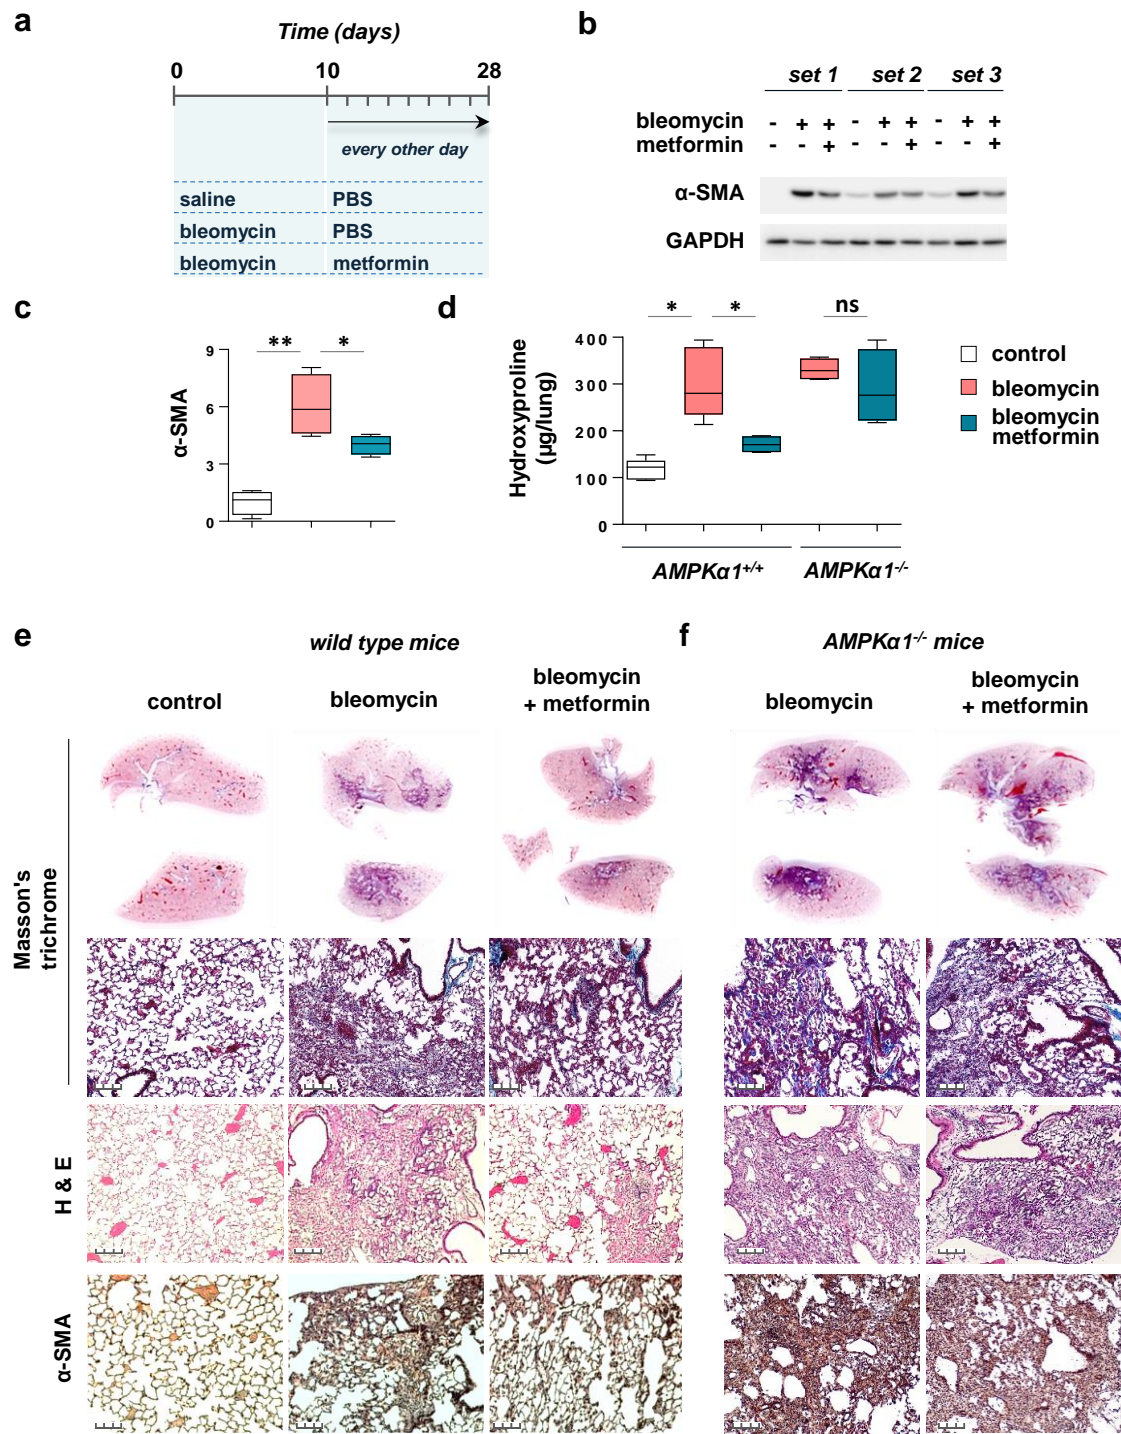 a
Time (days)
0 10 28
every other day
saline PBS
bleomycin PBS
bleomycin metformin
b
set 1 set 2 set 3
bleomycin - + + - + + - + +
metformin - - + - - + - - +
α-SMA
GAPDH
c
** *
9
6
3
0
α-SMA
d
* * ns
400
300
200
100
0
Hydroxyproline
(µg/lung)
AMPKα1+/+ AMPKα1-/-
control
bleomycin
bleomycin
metformin
e
wild type mice
control
bleomycin
bleomycin
+ metformin
f
AMPKα1-/- mice
bleomycin
bleomycin
+ metformin
Masson's
trichrome
H & E
α-SMA